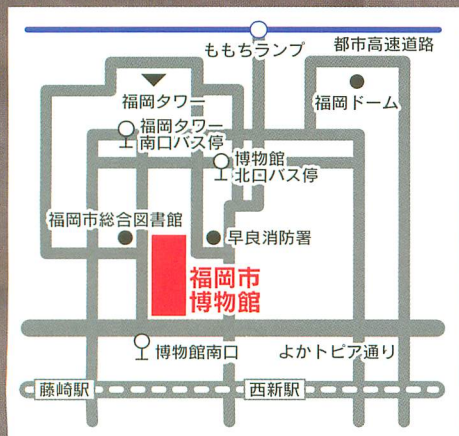 ももちランプ
都市高速道路
福岡タワー
福岡ドーム
福岡タワー
南口バス停
博物館
北口バス停
福岡市総合図書館
早良消防署
福岡市
博物館
博物館南口
よかトピア通り
藤崎駅
西新駅